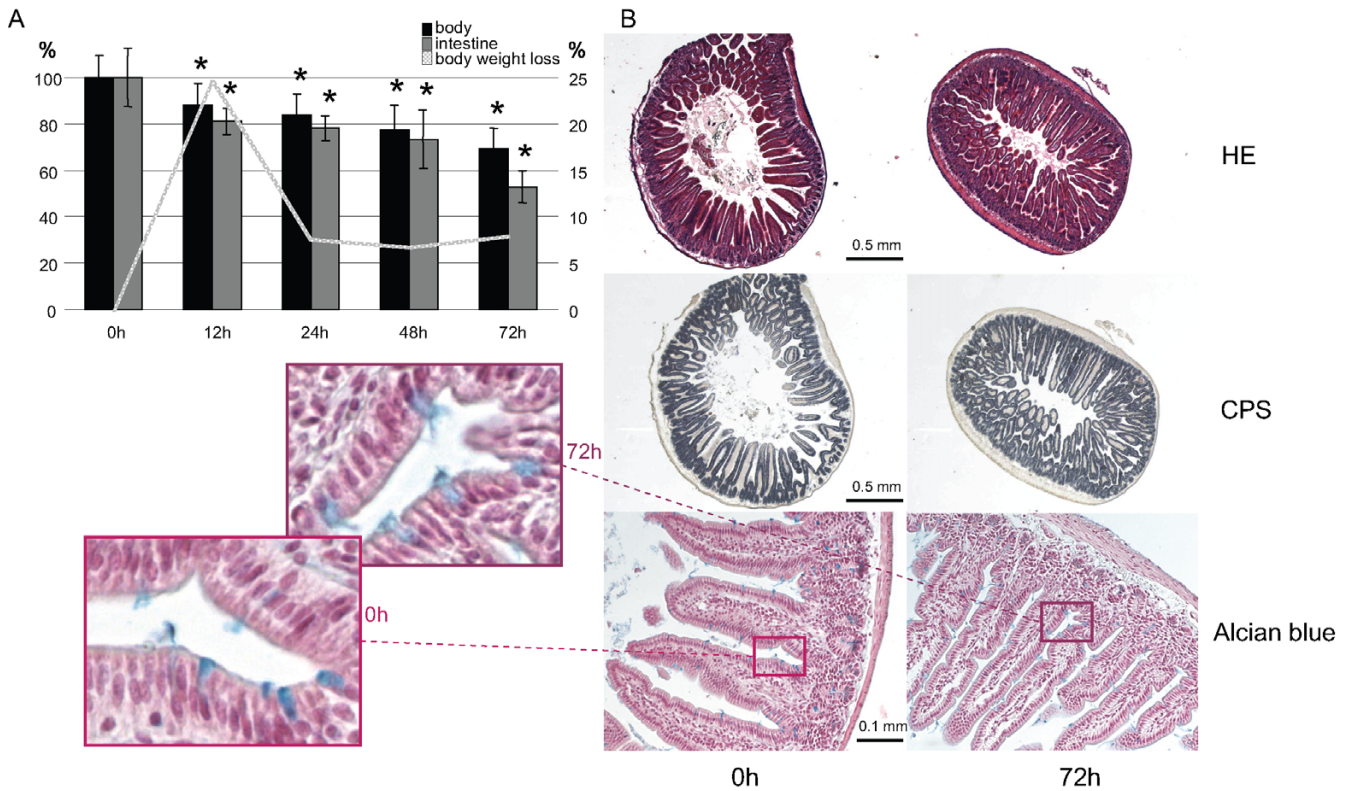 A
B
body
intestine
body weight loss
%
%
100
80
60
40
20
0
25
20
15
10
5
0
* * * * * * * *
0h
12h
24h
48h
72h
HE
0.5 mm
CPS
0.5 mm
72h
0h
Alcian blue
0.1 mm
0h
72h